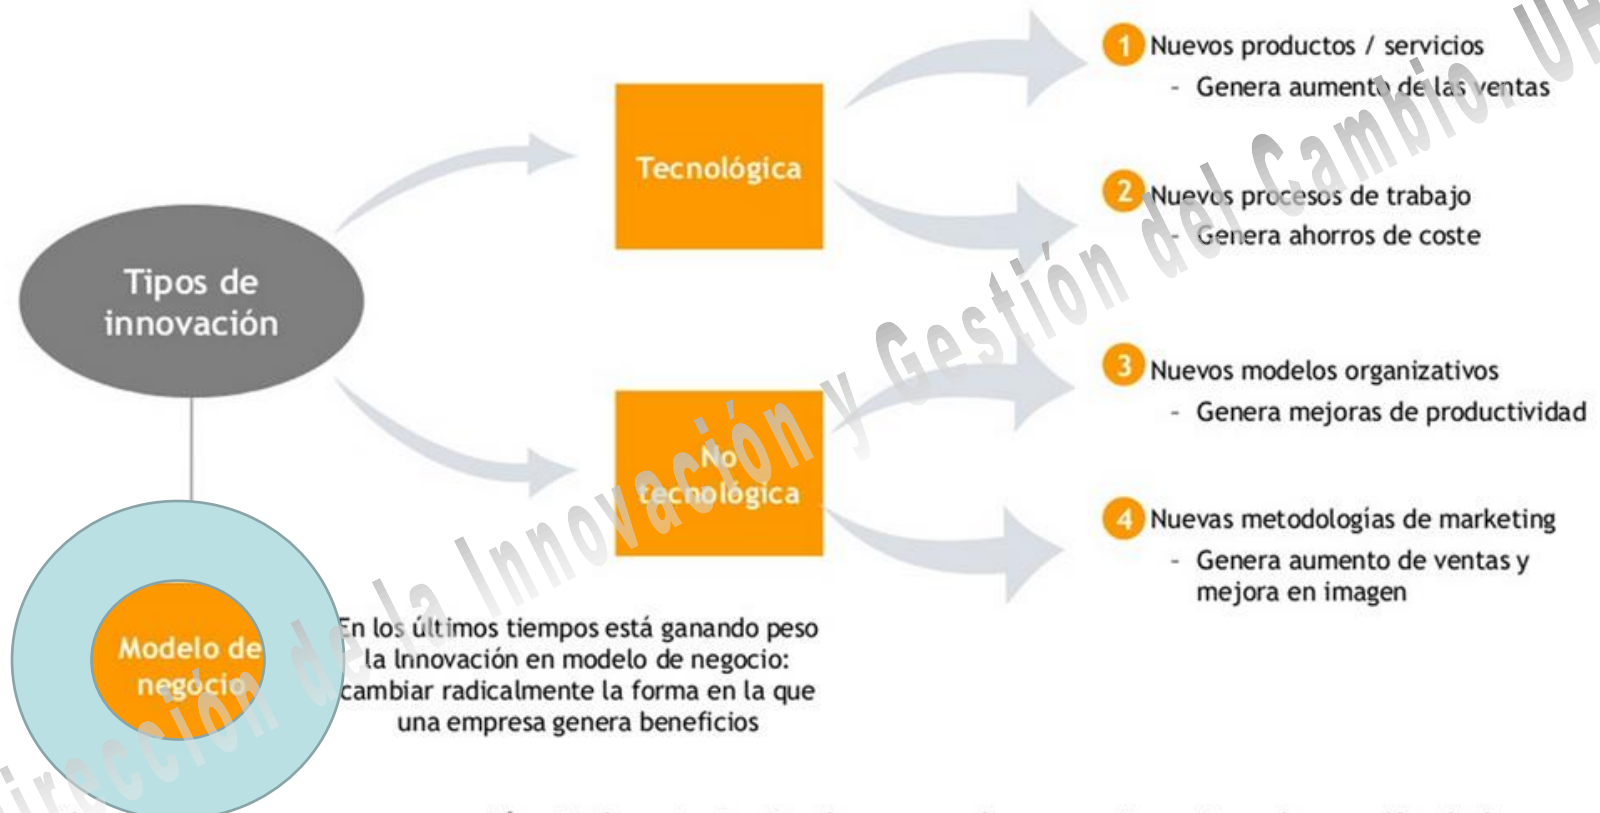 Tipos de
innovación
Tecnológica
1 Nuevos productos / servicios
- Genera aumento de las ventas
2 Nuevos procesos de trabajo
- Genera ahorros de coste
No
tecnológica
3 Nuevos modelos organizativos
- Genera mejoras de productividad
4 Nuevas metodologías de marketing
- Genera aumento de ventas y
mejora en imagen
Modelo de
negocio
En los últimos tiempos está ganando peso
la Innovación en modelo de negocio:
cambiar radicalmente la forma en la que
una empresa genera beneficios
Dirección de la Innovación y Gestión del Cambio.